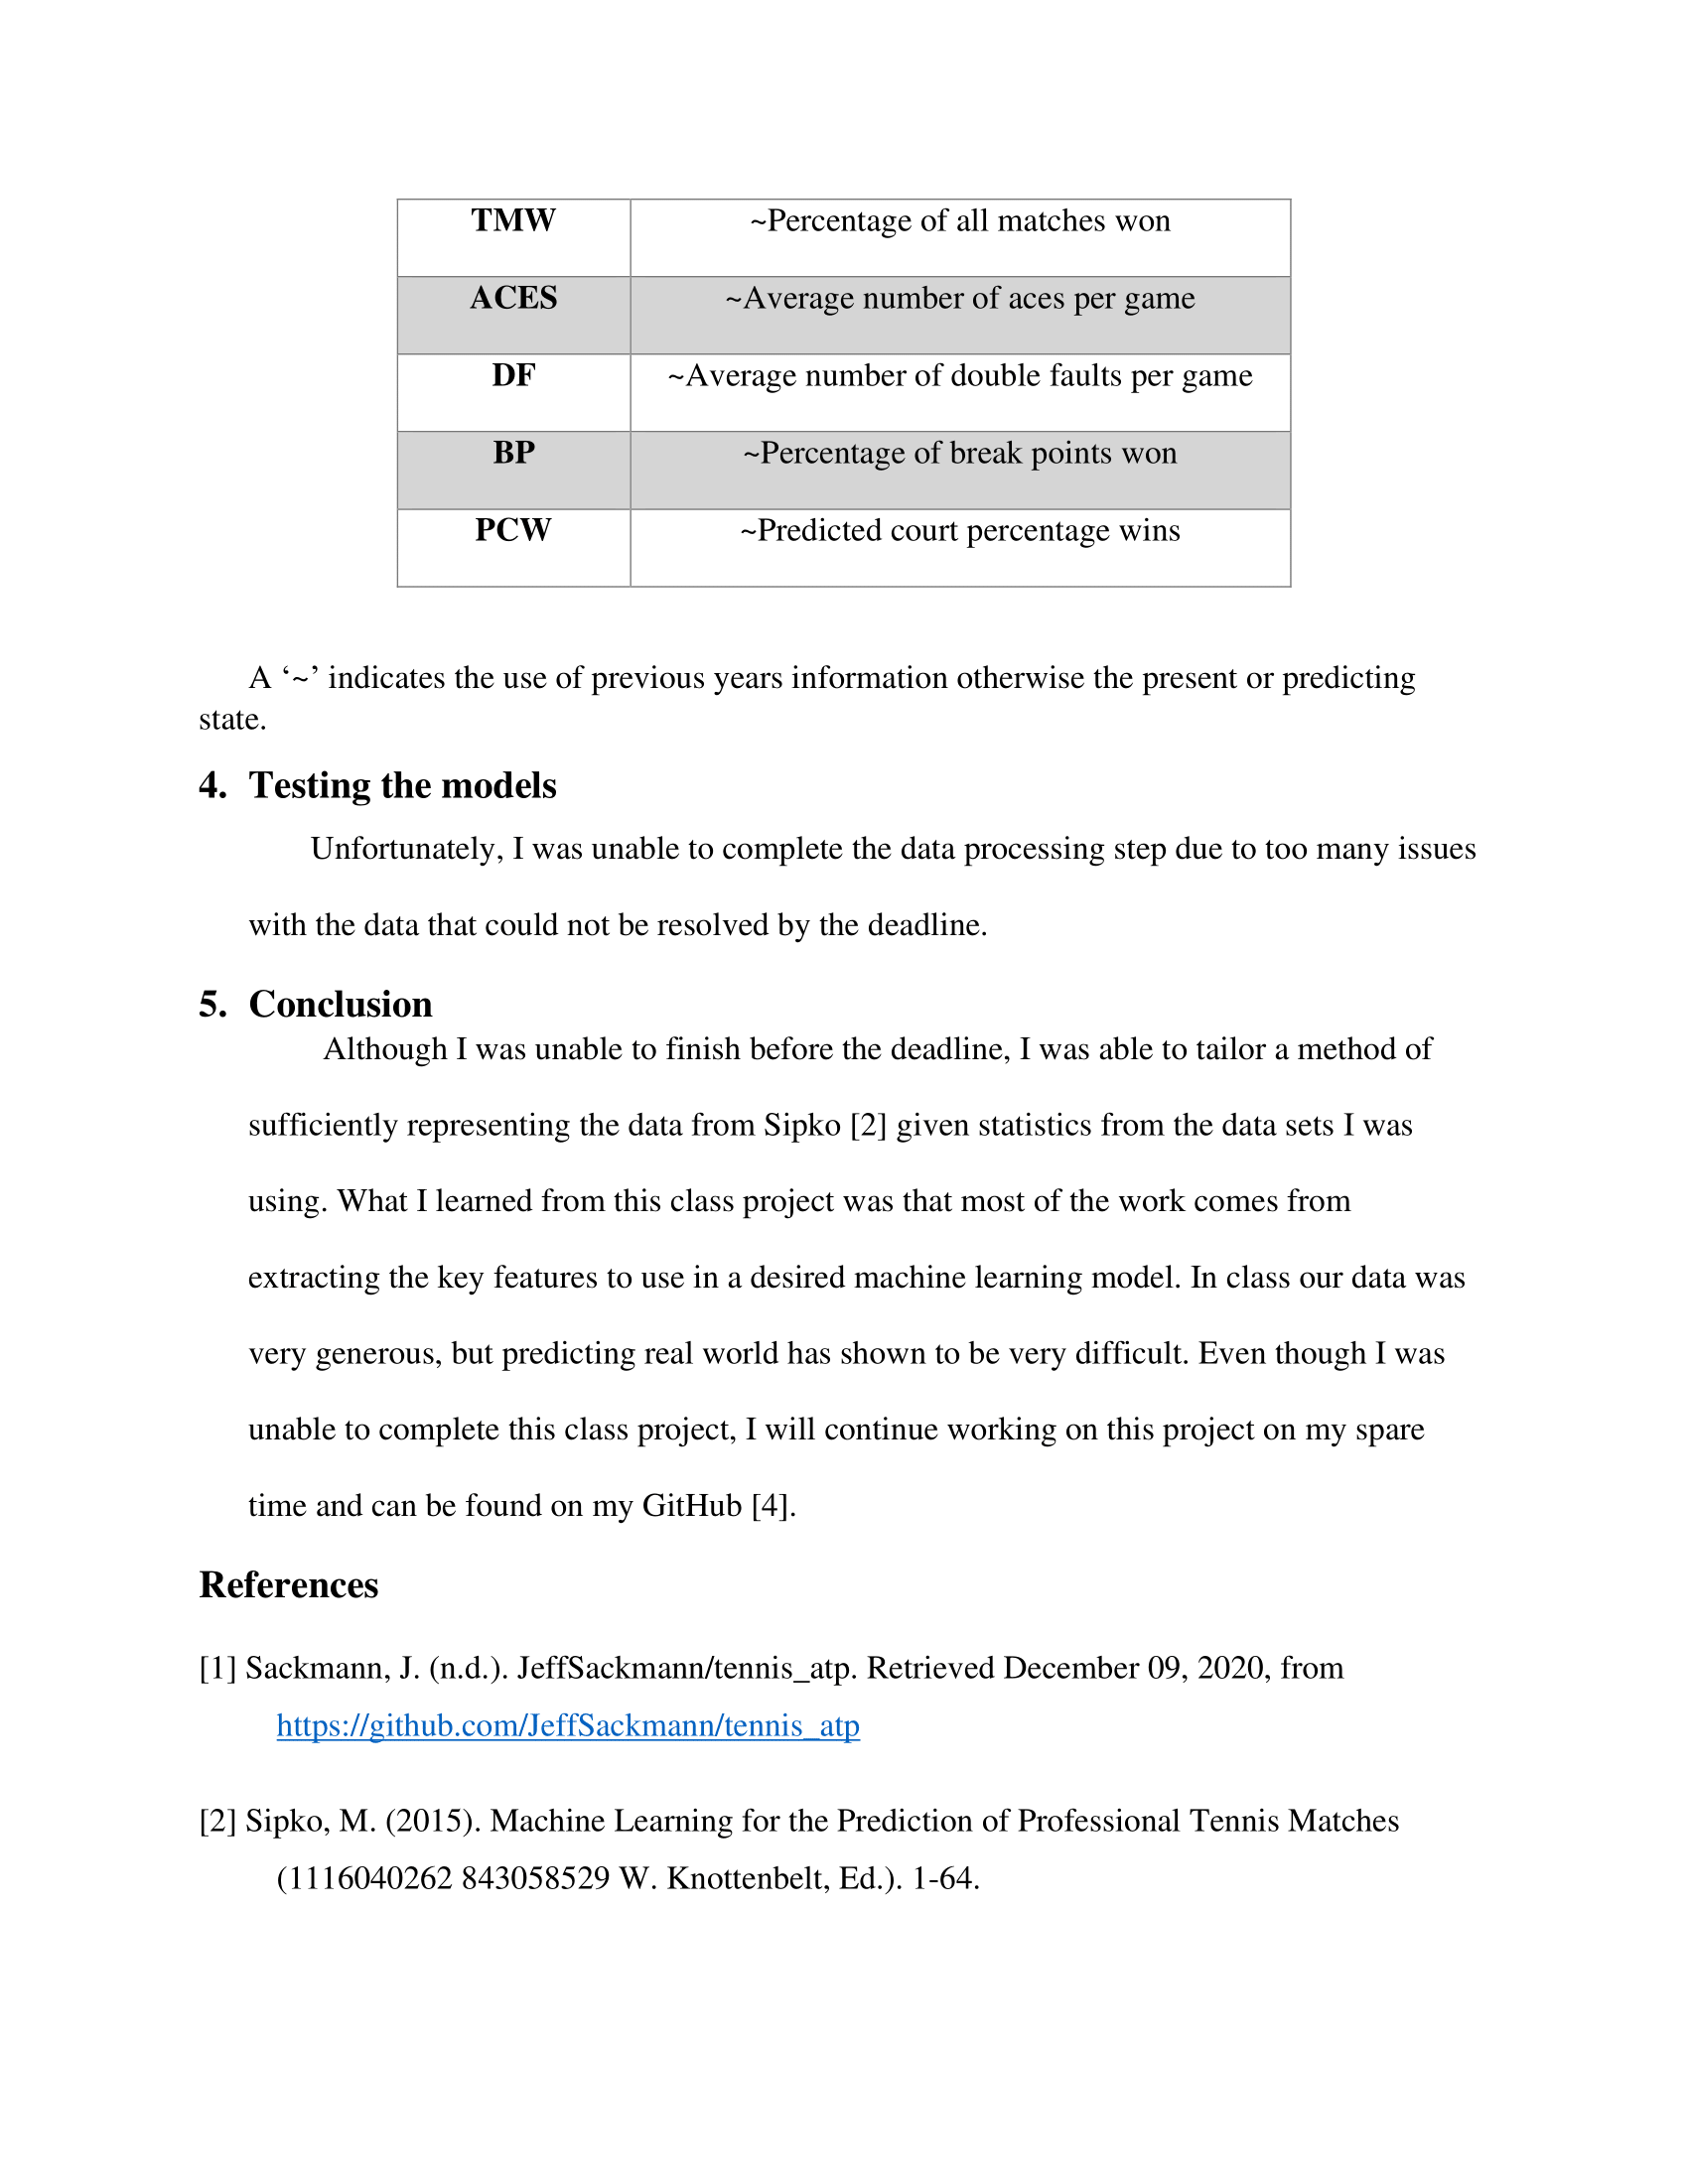 TMW ~Percentage of all matches won
ACES ~Average number of aces per game
DF ~Average number of double faults per game
BP ~Percentage of break points won
PCW ~Predicted court percentage wins
A ‘~’ indicates the use of previous years information otherwise the present or predicting
state.
4. Testing the models
Unfortunately, I was unable to complete the data processing step due to too many issues
with the data that could not be resolved by the deadline.
5. Conclusion
Although I was unable to finish before the deadline, I was able to tailor a method of
sufficiently representing the data from Sipko [2] given statistics from the data sets I was
using. What I learned from this class project was that most of the work comes from
extracting the key features to use in a desired machine learning model. In class our data was
very generous, but predicting real world has shown to be very difficult. Even though I was
unable to complete this class project, I will continue working on this project on my spare
time and can be found on my GitHub [4].
References
[1] Sackmann, J. (n.d.). JeffSackmann/tennis_atp. Retrieved December 09, 2020, from
https://github.com/JeffSackmann/tennis_atp
[2] Sipko, M. (2015). Machine Learning for the Prediction of Professional Tennis Matches
(1116040262 843058529 W. Knottenbelt, Ed.). 1-64.